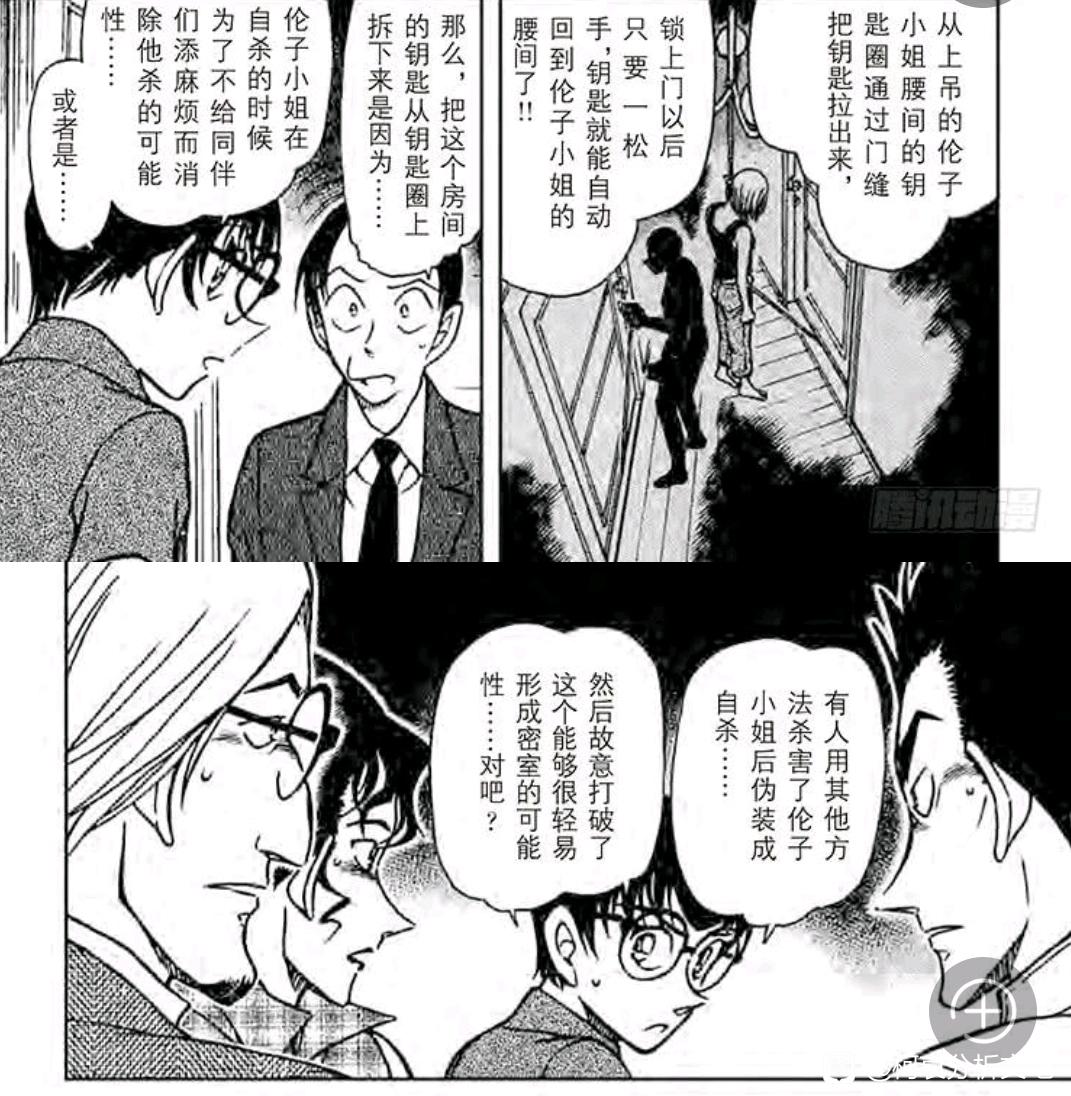 从上吊的伦子
小姐腰间的钥
匙圈通过门缝
把钥匙拉出来，
锁上门以后
只要一松
手，钥匙就能自动
回到伦子小姐的
腰间了!!
那么，把这个房间
的钥匙从钥匙圈上
拆下来是因为……
伦子小姐在
自杀的时候
为了不给同伴
们添麻烦而消
除他杀的可能
性……
或者是……
腾讯动漫
有人用其他方
法杀害了伦子
小姐后伪装成
自杀……
然后故意打破了
这个能够很轻易
形成密室的可能
性……对吧？